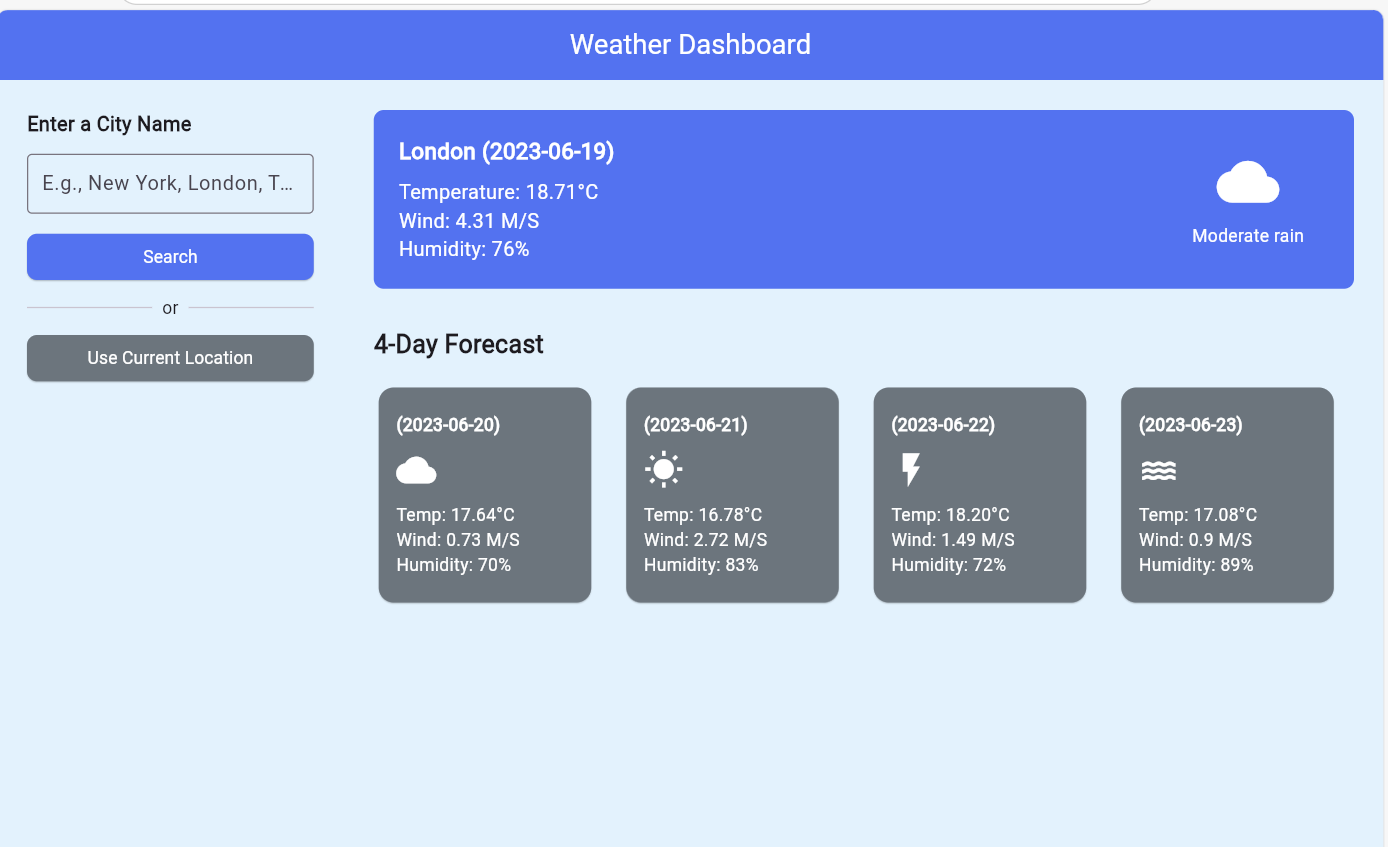 Weather Dashboard
Enter a City Name
E.g., New York, London, T...
Search
or
Use Current Location
London (2023-06-19)
Temperature: 18.71°C
Wind: 4.31 M/S
Humidity: 76%
Moderate rain
4-Day Forecast
(2023-06-20)
Temp: 17.64°C
Wind: 0.73 M/S
Humidity: 70%
(2023-06-21)
Temp: 16.78°C
Wind: 2.72 M/S
Humidity: 83%
(2023-06-22)
Temp: 18.20°C
Wind: 1.49 M/S
Humidity: 72%
(2023-06-23)
Temp: 17.08°C
Wind: 0.9 M/S
Humidity: 89%